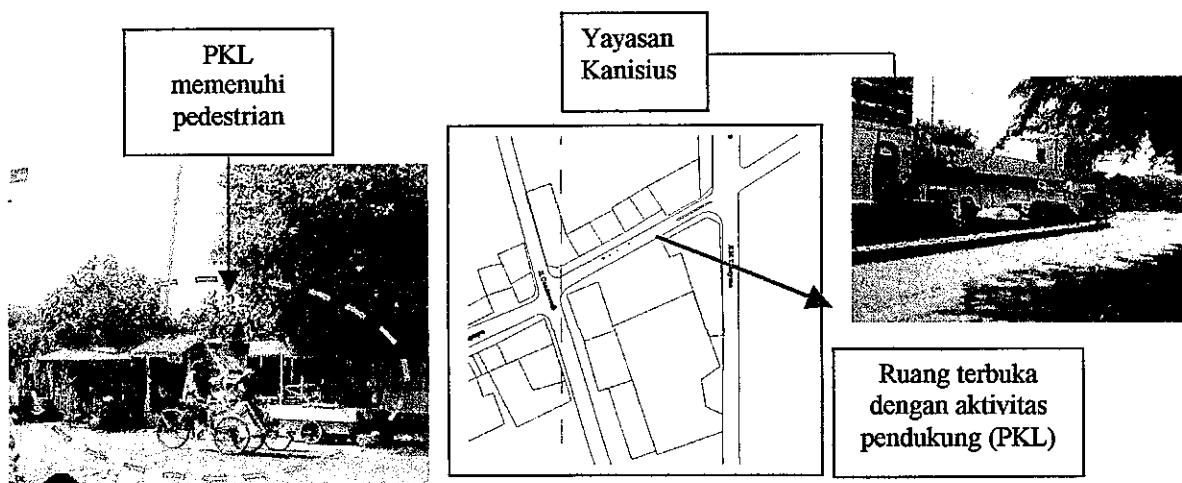 PKL
memenuhi
pedestrian
Yayasan
Kanisius
Ruang terbuka
dengan aktivitas
pendukung (PKL)